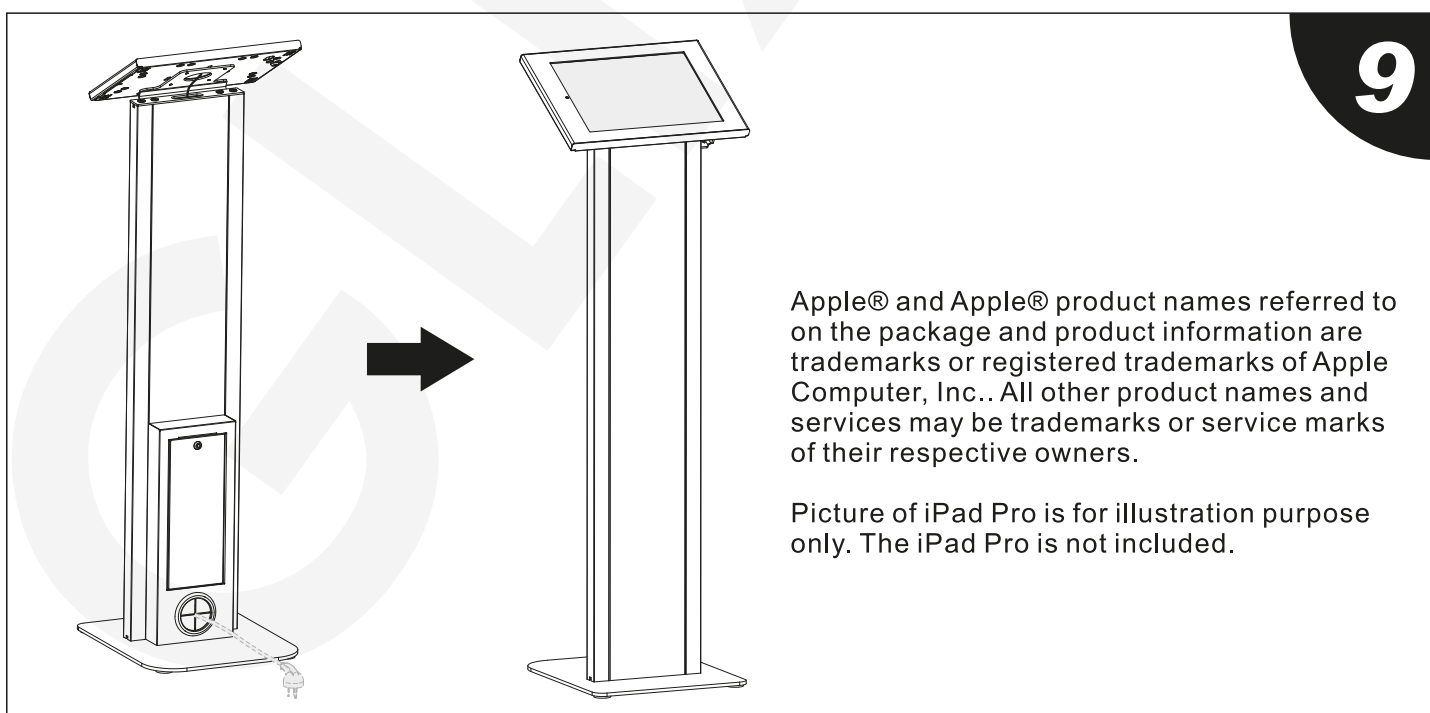 9
Apple® and Apple® product names referred to
on the package and product information are
trademarks or registered trademarks of Apple
Computer, Inc.. All other product names and
services may be trademarks or service marks
of their respective owners.
Picture of iPad Pro is for illustration purpose
only. The iPad Pro is not included.